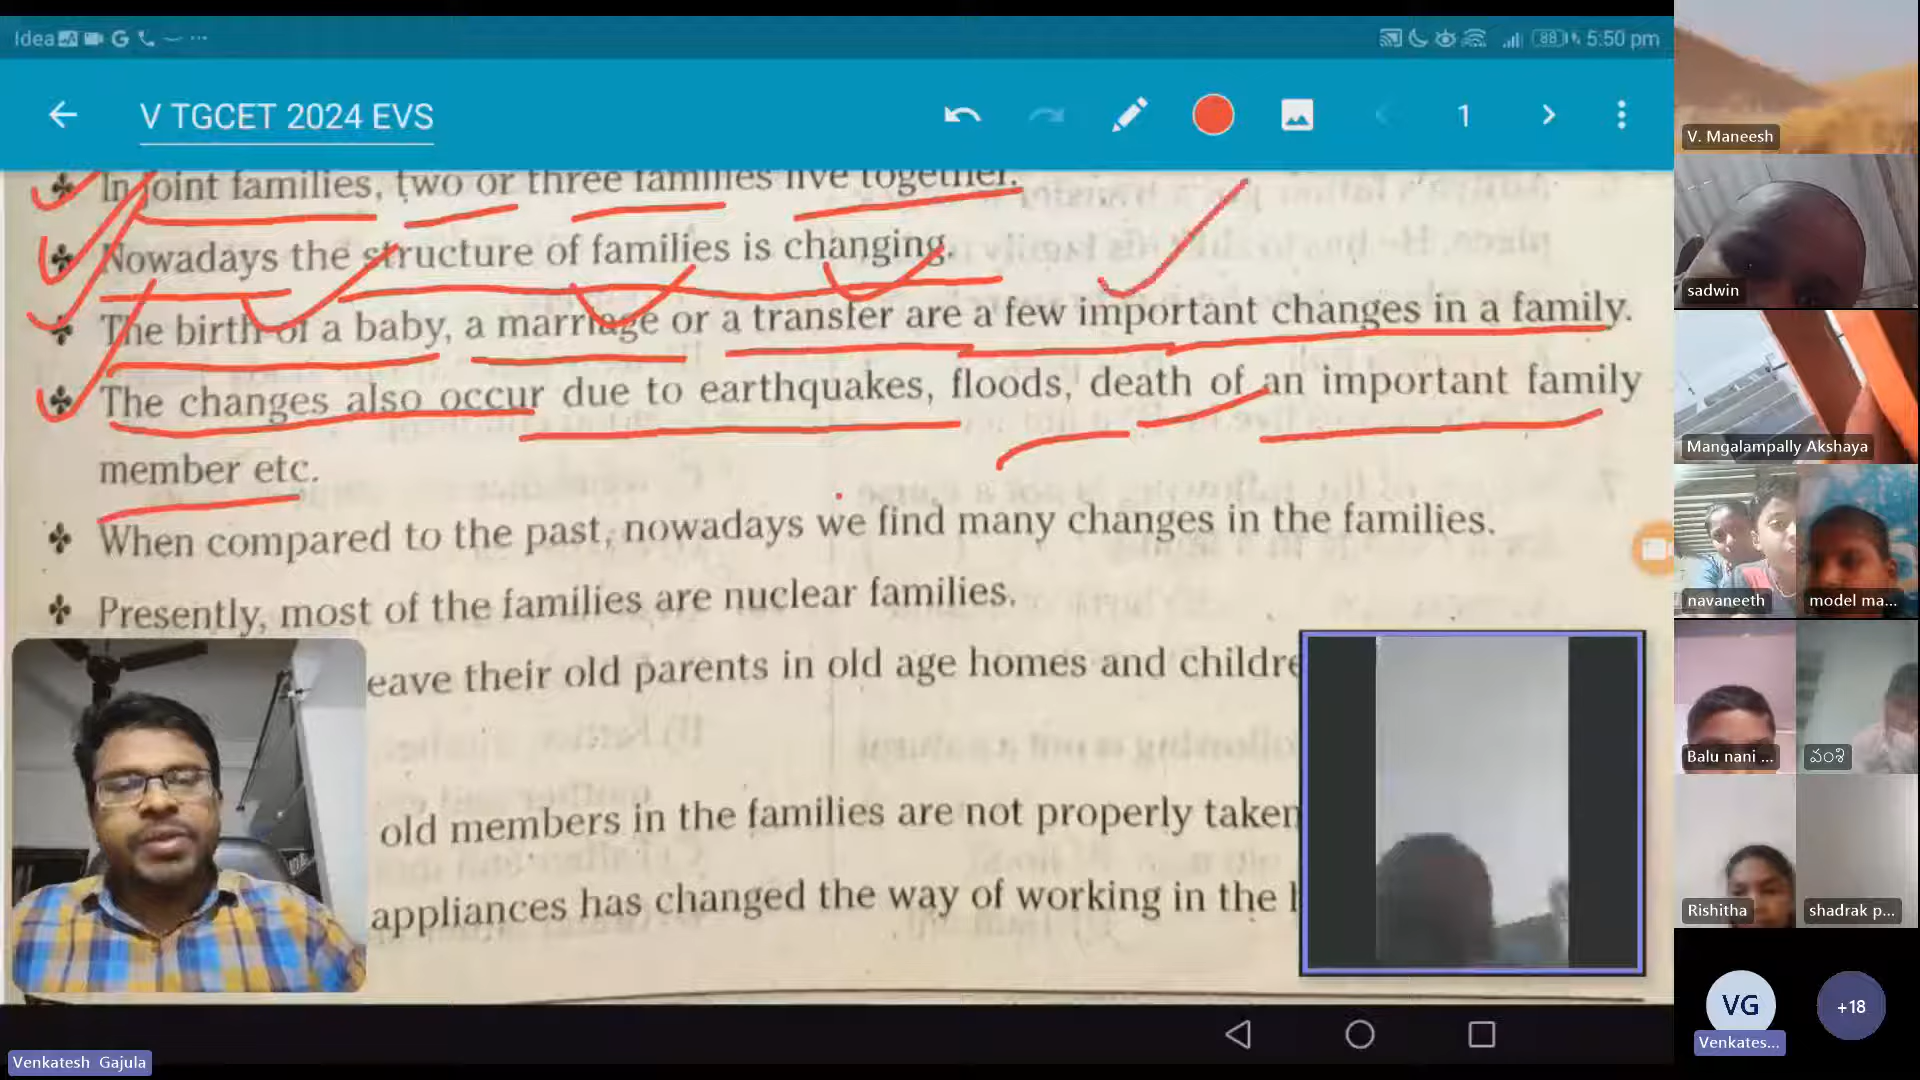 Idea
5:50 pm
88
V TGCET 2024 EVS
1
In joint families, two or three families live together.
Nowadays the structure of families is changing.
The birth of a baby, a marriage or a transfer are a few important changes in a family.
The changes also occur due to earthquakes, floods, death of an important family
member etc.
When compared to the past, nowadays we find many changes in the families.
Presently, most of the families are nuclear families.
eave their old parents in old age homes and childre
old members in the families are not properly taken
appliances has changed the way of working in the
Venkatesh Gajula
V. Maneesh
sadwin
Mangalampally Akshaya
navaneeth
model ma...
Balu nani ...
వంశి
Rishitha
shadrak p...
VG
+18
Venkates...